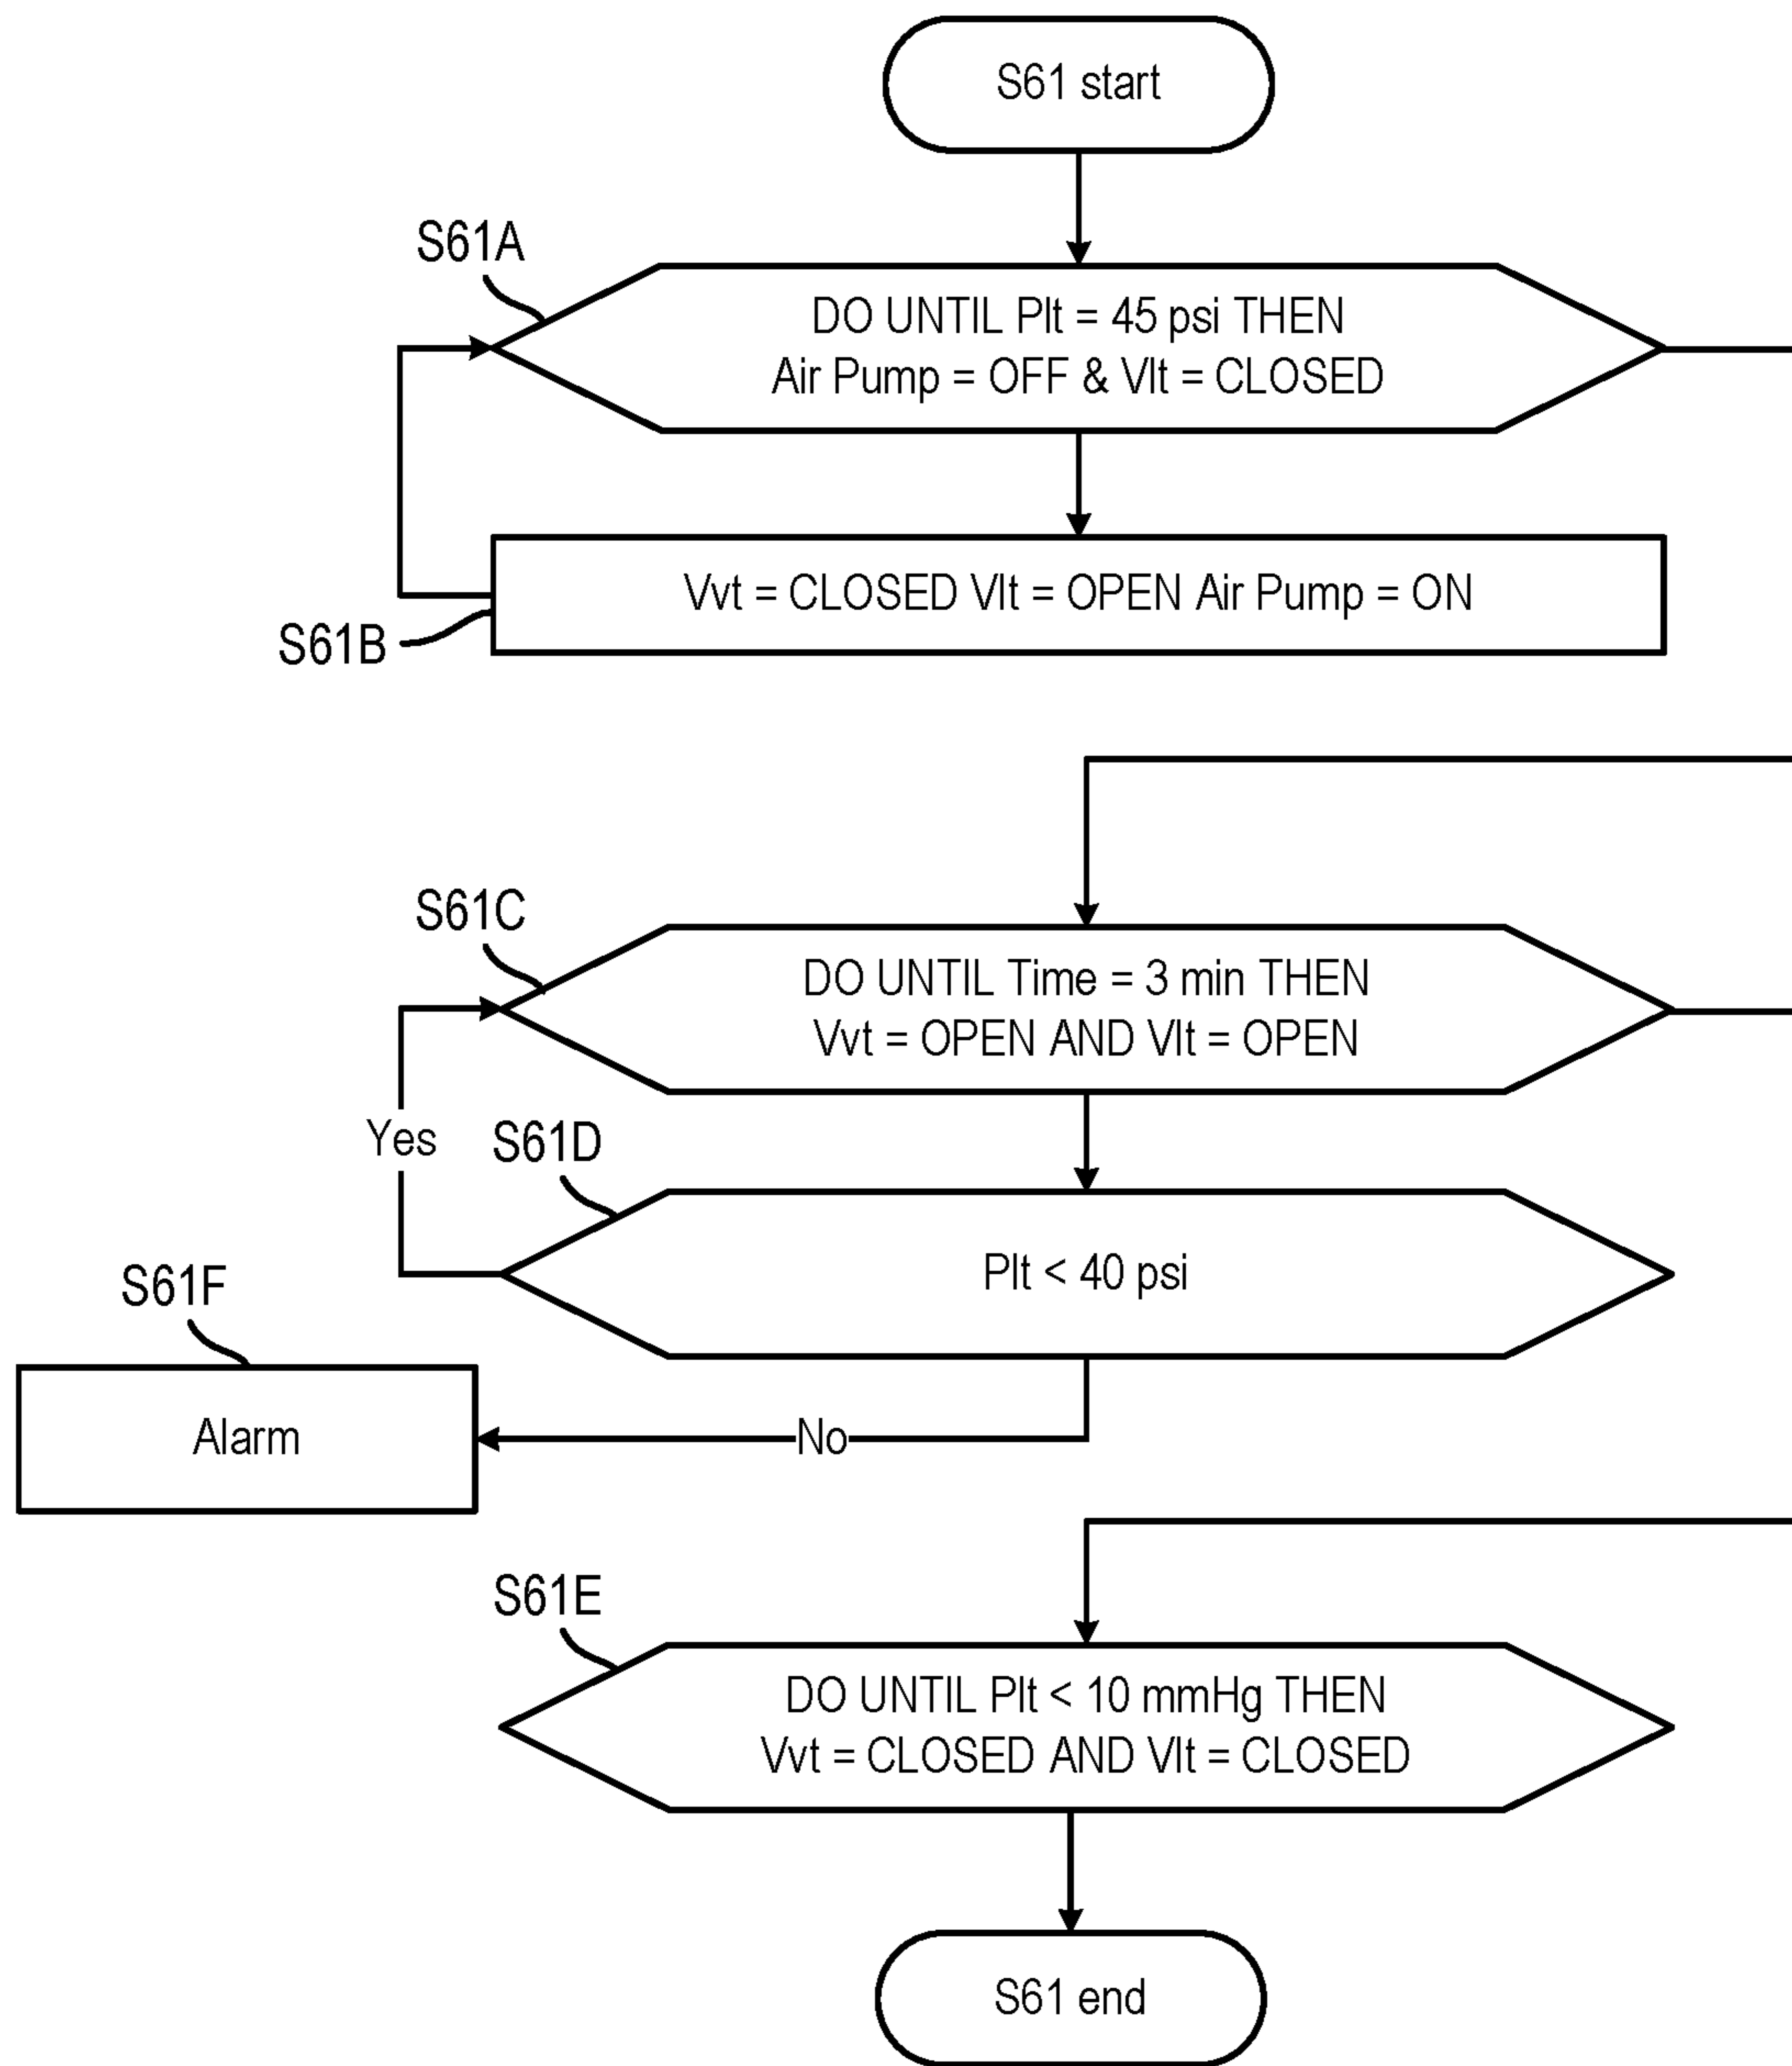 S61 start
S61A
DO UNTIL Plt = 45 psi THEN
Air Pump = OFF & Vlt = CLOSED
Vvt = CLOSED Vlt = OPEN Air Pump = ON
S61B
S61C
DO UNTIL Time = 3 min THEN
Vvt = OPEN AND Vlt = OPEN
Yes
S61D
Plt < 40 psi
S61F
Alarm
No
S61E
DO UNTIL Plt < 10 mmHg THEN
Vvt = CLOSED AND Vlt = CLOSED
S61 end